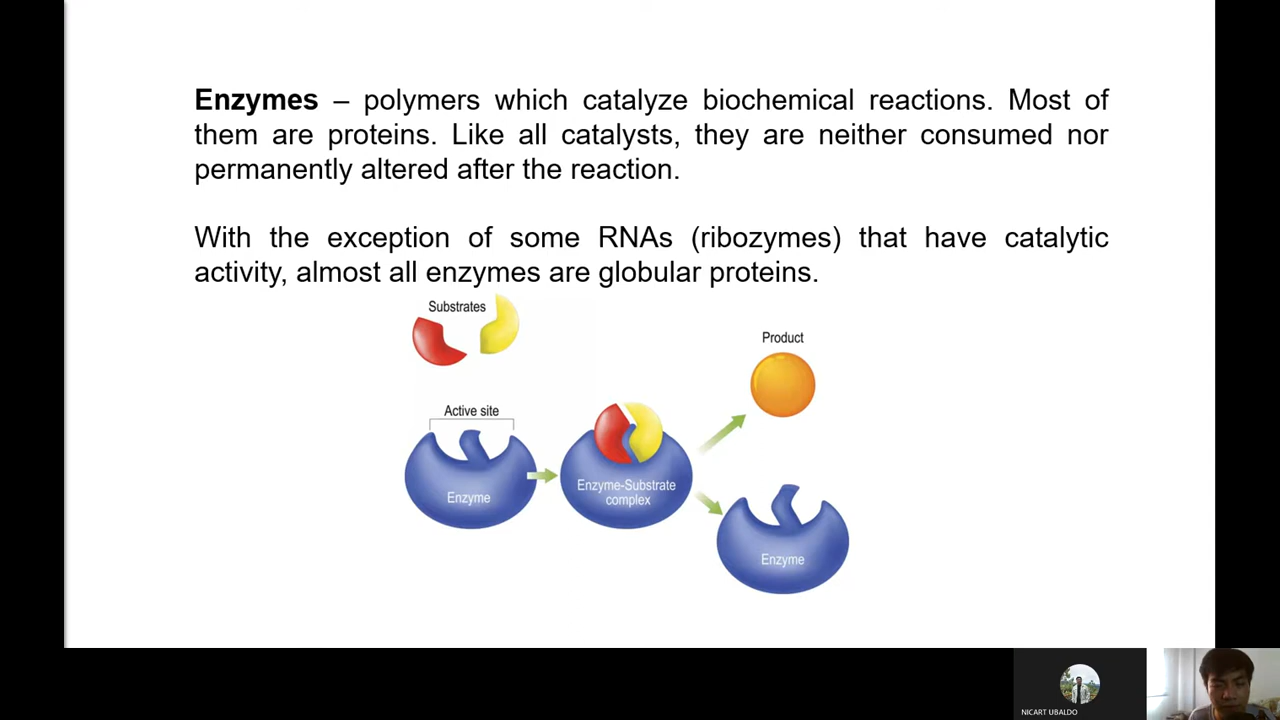 Enzymes – polymers which catalyze biochemical reactions. Most of
them are proteins. Like all catalysts, they are neither consumed nor
permanently altered after the reaction.
With the exception of some RNAs (ribozymes) that have catalytic
activity, almost all enzymes are globular proteins.
Substrates
Product
Active site
Enzyme
Enzyme-Substrate
complex
Enzyme
NICART UBALDO